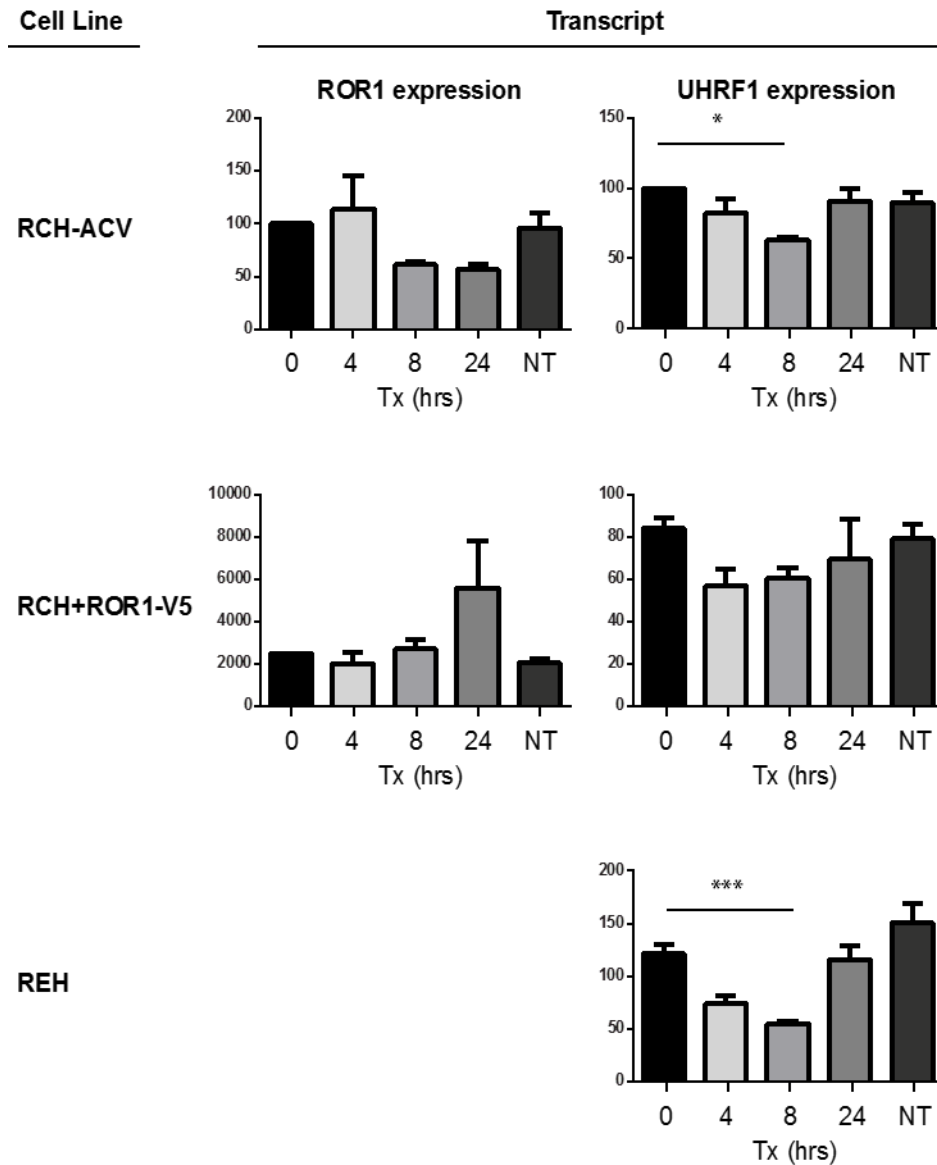 Cell Line Transcript
ROR1 expression UHRF1 expression
RCH-ACV
200
150
100
50
0
0 4 8 24 NT
Tx (hrs)
150
100
50
0
*
0 4 8 24 NT
Tx (hrs)
RCH+ROR1-V5
10000
8000
6000
4000
2000
0
0 4 8 24 NT
Tx (hrs)
100
80
60
40
20
0
0 4 8 24 NT
Tx (hrs)
REH
200
150
100
50
0
***
0 4 8 24 NT
Tx (hrs)